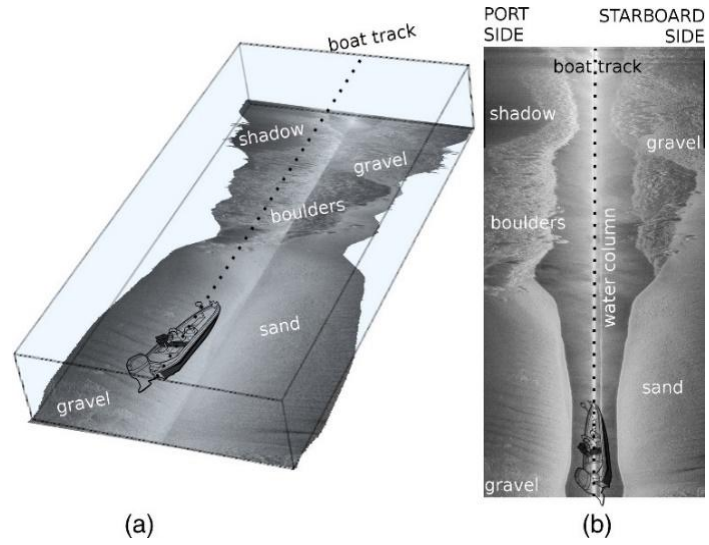 boat track
shadow
gravel
boulders
sand
gravel
(a)
PORT
SIDE
STARBOARD
SIDE
boat track
shadow
gravel
boulders
water column
sand
gravel
(b)